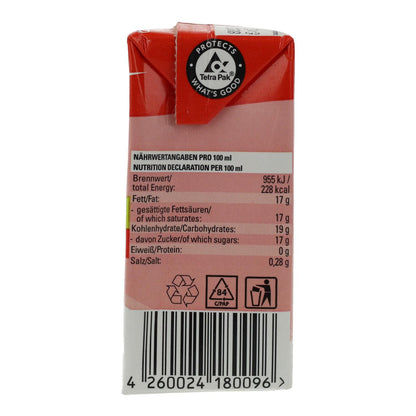 PROTECTS
Tetra Pak®
WHAT'S GOOD
NÄHRWERTANGABEN PRO 100 ml
NUTRITION DECLARATION PER 100 ml
Brennwert/ 955 kJ /
total Energy: 228 kcal
Fett/Fat: 17 g
- gesättigte Fettsäuren/
of which saturates: 17 g
Kohlenhydrate/Carbohydrates: 19 g
- davon Zucker/of which sugars: 17 g
Eiweiß/Protein: 0 g
Salz/Salt: 0,28 g
84
C/PAP
4 260024 180096 >